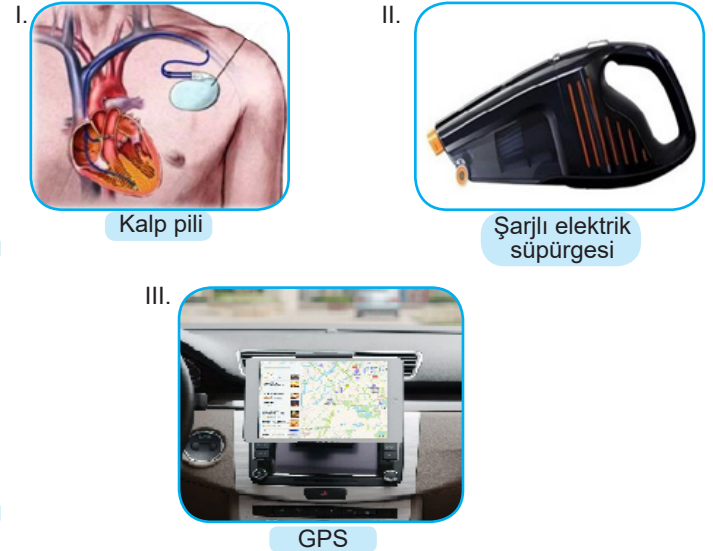 I.
II.
Kalp pili
Şarjlı elektrik
süpürgesi
III.
GPS